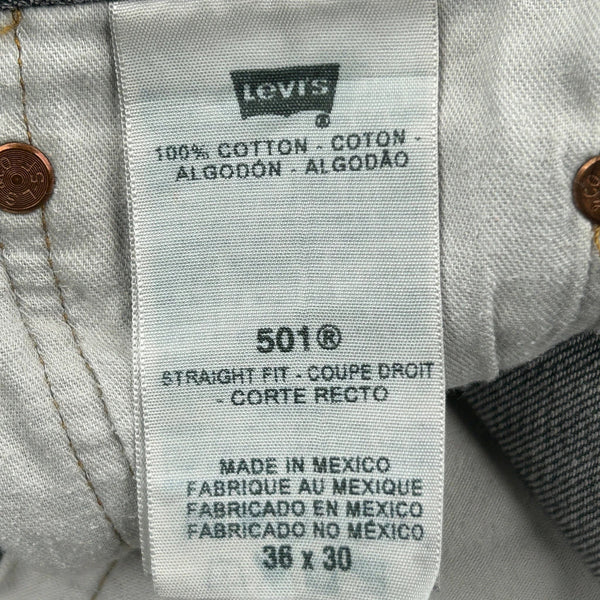 LEVI'S
®
100% COTTON - COTON -
ALGODÓN - ALGODÃO
501®
STRAIGHT FIT - COUPE DROIT
- CORTE RECTO
MADE IN MEXICO
FABRIQUE AU MEXIQUE
FABRICADO EN MÉXICO
FABRICADO NO MÉXICO
36 x 30